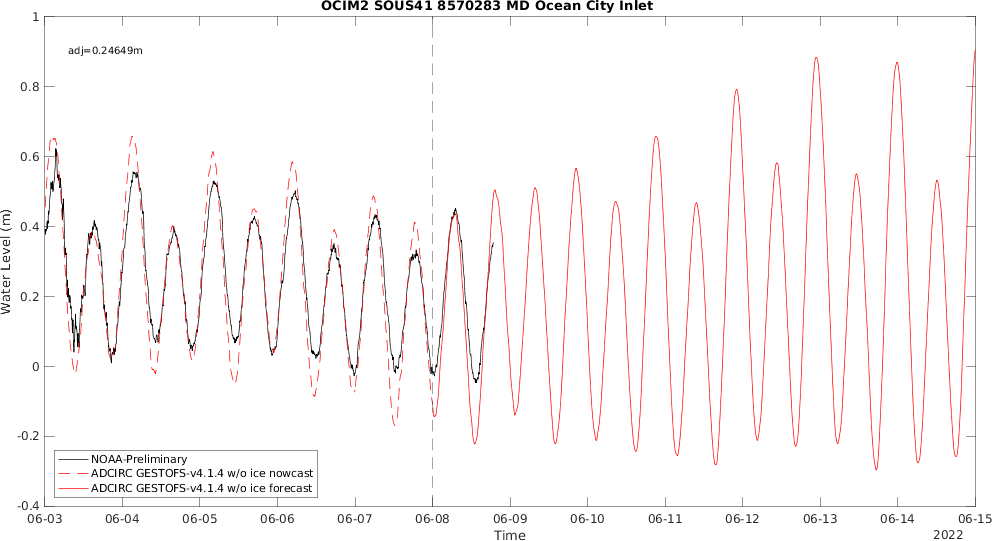 OCIM2 SOUS41 8570283 MD Ocean City Inlet
adj=0.24649m
1
0.8
0.6
0.4
0.2
0
-0.2
-0.4
Water Level (m)
NOAA-Preliminary
ADCIRC GESTOFS-v4.1.4 w/o ice nowcast
ADCIRC GESTOFS-v4.1.4 w/o ice forecast
06-03 06-04 06-05 06-06 06-07 06-08 06-09 06-10 06-11 06-12 06-13 06-14 06-15
Time
2022